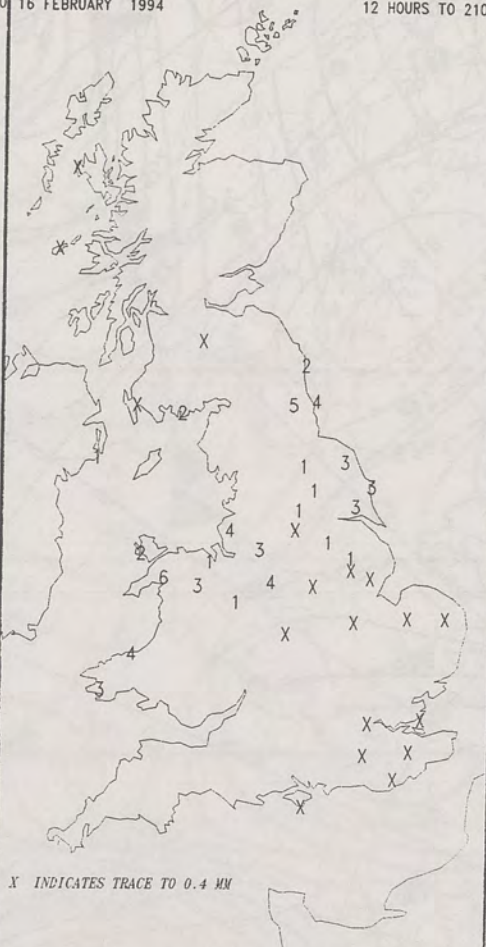 16 FEBRUARY 1994 12 HOURS TO 210
X
X
X
2
X 2 5 4
1 3
1 3
1 3
4 X 1
2 1 3 1
X X
6 3 4 X
1
X X X
X
4
3
X X
X X
X
X
X INDICATES TRACE TO 0.4 MM